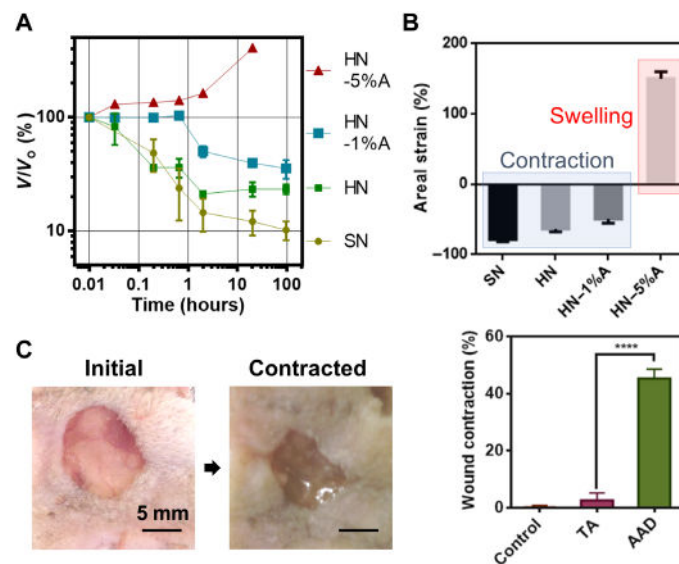 A
V/Vo (%)
100
10
0.01
0.1
1
10
100
Time (hours)
HN
-5%A
HN
-1%A
HN
SN
B
Areal strain (%)
200
100
0
–100
Swelling
Contraction
SN
HN
HN–1%A
HN–5%A
C
Initial
Contracted
5 mm
Wound contraction (%)
60
40
20
0
****
Control
TA
AAD